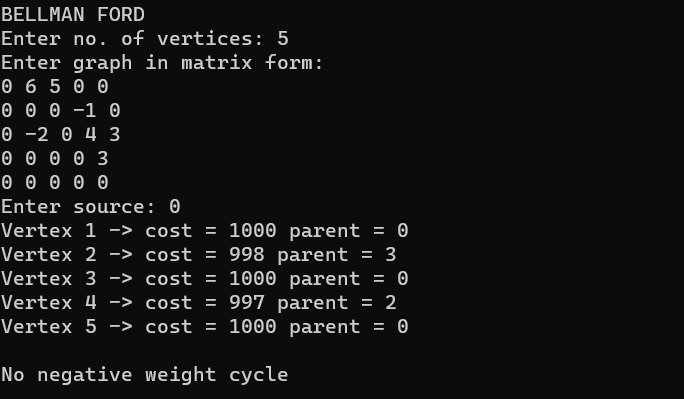 BELLMAN FORD
Enter no. of vertices: 5
Enter graph in matrix form:
0 6 5 0 0
0 0 0 -1 0
0 -2 0 4 3
0 0 0 0 3
0 0 0 0 0
Enter source: 0
Vertex 1 -> cost = 1000 parent = 0
Vertex 2 -> cost = 998 parent = 3
Vertex 3 -> cost = 1000 parent = 0
Vertex 4 -> cost = 997 parent = 2
Vertex 5 -> cost = 1000 parent = 0
No negative weight cycle